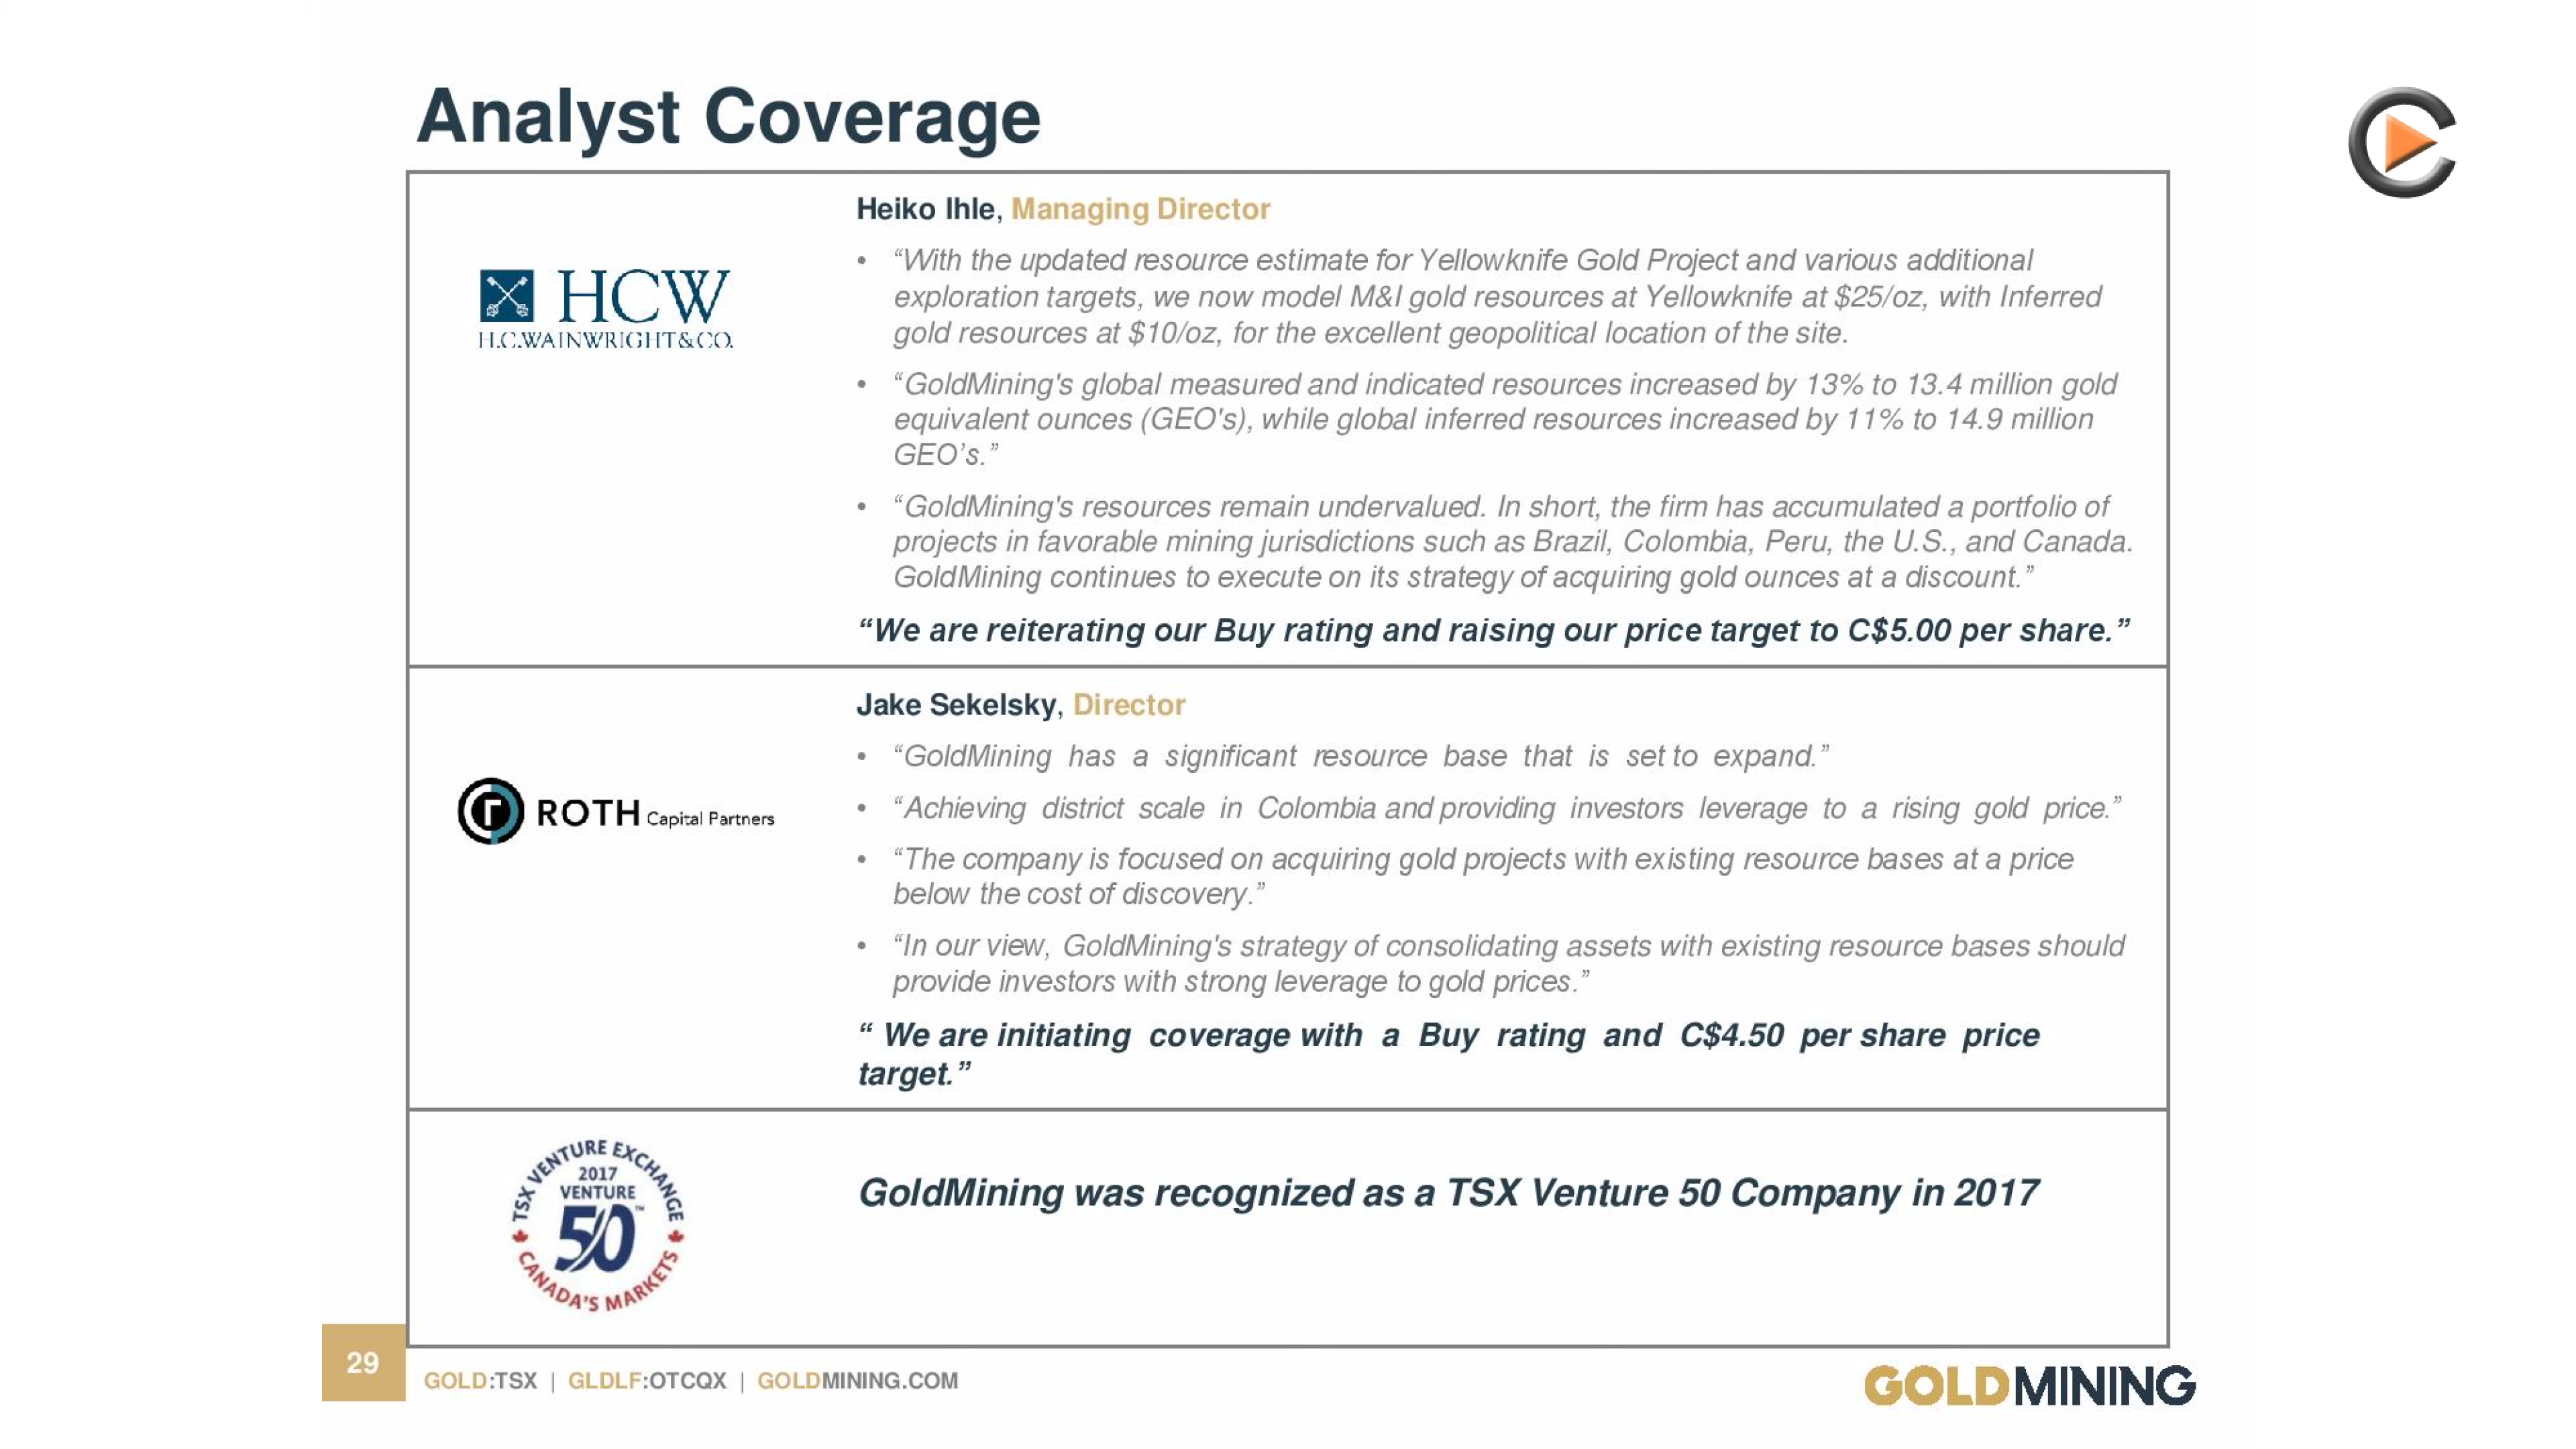 Analyst Coverage
HCW
H.C.WAINWRIGHT&CO.
Heiko Ihle, Managing Director
• “With the updated resource estimate for Yellowknife Gold Project and various additional
exploration targets, we now model M&I gold resources at Yellowknife at $25/oz, with Inferred
gold resources at $10/oz, for the excellent geopolitical location of the site.
• “GoldMining's global measured and indicated resources increased by 13% to 13.4 million gold
equivalent ounces (GEO's), while global inferred resources increased by 11% to 14.9 million
GEO’s.”
• “GoldMining's resources remain undervalued. In short, the firm has accumulated a portfolio of
projects in favorable mining jurisdictions such as Brazil, Colombia, Peru, the U.S., and Canada.
GoldMining continues to execute on its strategy of acquiring gold ounces at a discount.”
“We are reiterating our Buy rating and raising our price target to C$5.00 per share.”
r ROTH Capital Partners
Jake Sekelsky, Director
• “GoldMining has a significant resource base that is set to expand.”
• “Achieving district scale in Colombia and providing investors leverage to a rising gold price.”
• “The company is focused on acquiring gold projects with existing resource bases at a price
below the cost of discovery.”
• “In our view, GoldMining's strategy of consolidating assets with existing resource bases should
provide investors with strong leverage to gold prices.”
“ We are initiating coverage with a Buy rating and C$4.50 per share price
target.”
TSX VENTURE EXCHANGE
2017
VENTURE
50™
CANADA'S MARKETS
GoldMining was recognized as a TSX Venture 50 Company in 2017
29
GOLD:TSX | GLDLF:OTCQX | GOLDMINING.COM
GOLDMINING